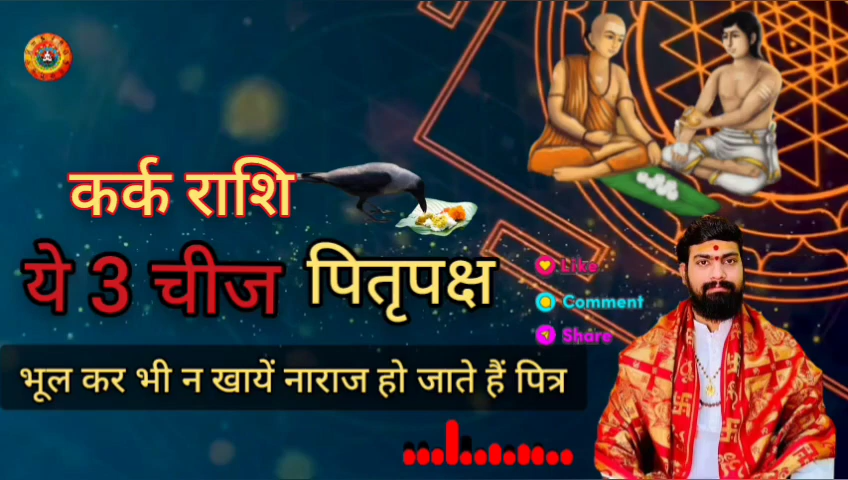 कर्क राशि
ये 3 चीज पितृपक्ष
Like
Comment
Share
भूल कर भी न खायें नाराज हो जाते हैं पित्र